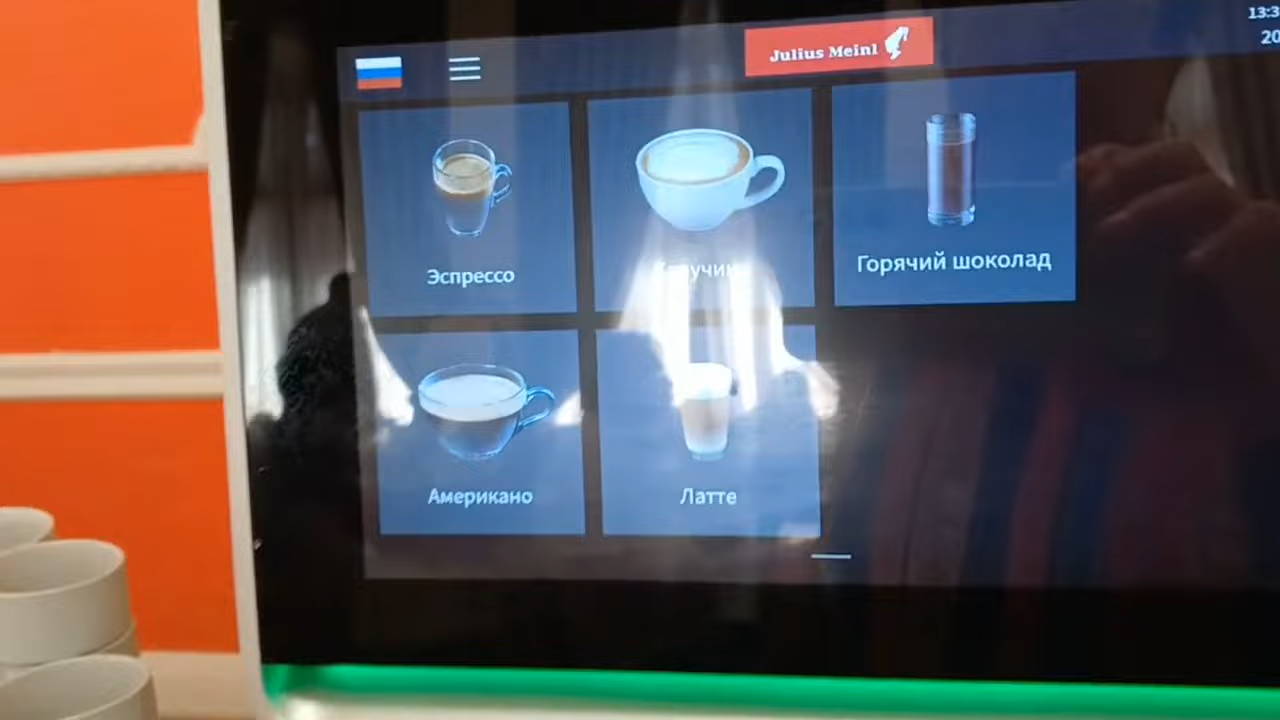 Julius Meinl
Эспрессо
Горячий шоколад
Американо
Латте